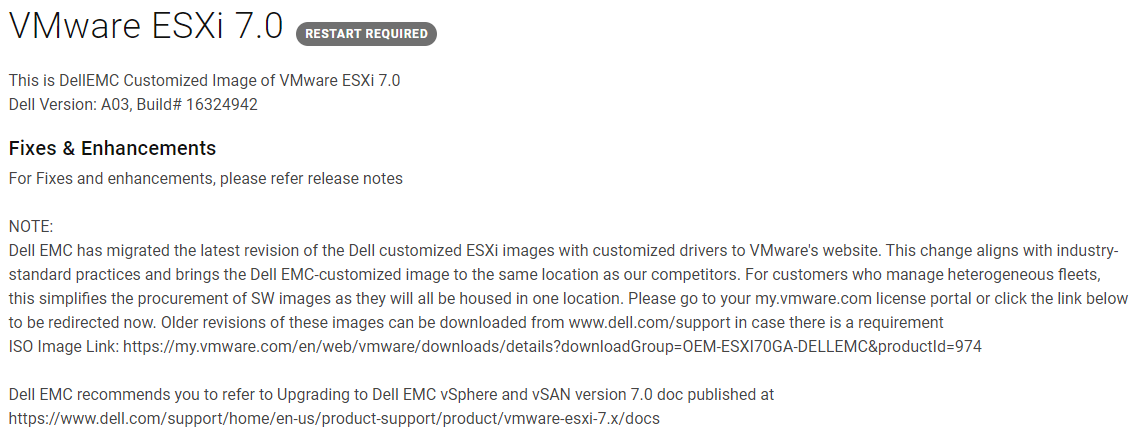 VMware ESXi 7.0 RESTART REQUIRED
This is DellEMC Customized Image of VMware ESXi 7.0
Dell Version: A03, Build# 16324942
Fixes & Enhancements
For Fixes and enhancements, please refer release notes
NOTE:
Dell EMC has migrated the latest revision of the Dell customized ESXi images with customized drivers to VMware's website. This change aligns with industry-
standard practices and brings the Dell EMC-customized image to the same location as our competitors. For customers who manage heterogeneous fleets,
this simplifies the procurement of SW images as they will all be housed in one location. Please go to your my.vmware.com license portal or click the link below
to be redirected now. Older revisions of these images can be downloaded from www.dell.com/support in case there is a requirement
ISO Image Link: https://my.vmware.com/en/web/vmware/downloads/details?downloadGroup=OEM-ESXI70GA-DELLEMC&productId=974
Dell EMC recommends you to refer to Upgrading to Dell EMC vSphere and vSAN version 7.0 doc published at
https://www.dell.com/support/home/en-us/product-support/product/vmware-esxi-7.x/docs